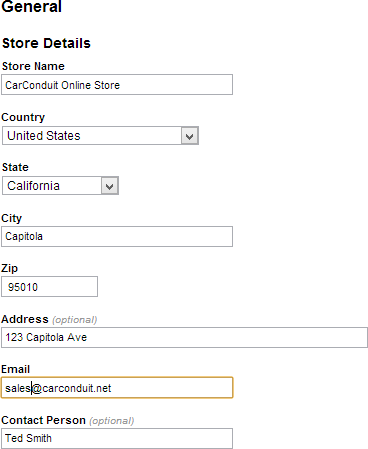 General
Store Details
Store Name
CarConduit Online Store
Country
United States
State
California
City
Capitola
Zip
95010
Address (optional)
123 Capitola Ave
Email
sales@carconduit.net
Contact Person (optional)
Ted Smith